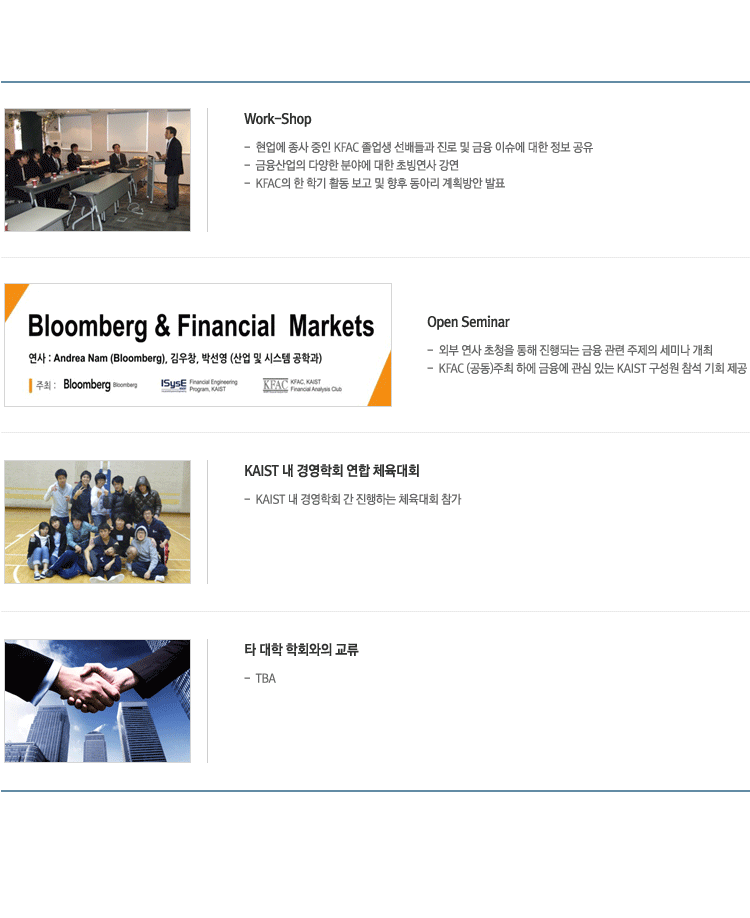 Work-Shop
- 현업에 종사 중인 KFAC 졸업생 선배들과 진로 및 금융 이슈에 대한 정보 공유
- 금융산업의 다양한 분야에 대한 초빙연사 강연
- KFAC의 한 학기 활동 보고 및 향후 동아리 계획방안 발표
Bloomberg & Financial Markets
연사 : Andrea Nam (Bloomberg), 김우창, 박선영 (산업 및 시스템 공학과)
주최 : Bloomberg Bloomberg
ISysE Financial Engineering
Program, KAIST
KFAC KFAC, KAIST
Financial Analysis Club
Open Seminar
- 외부 연사 초청을 통해 진행되는 금융 관련 주제의 세미나 개최
- KFAC (공동)주최 하에 금융에 관심 있는 KAIST 구성원 참석 기회 제공
KAIST 내 경영학회 연합 체육대회
- KAIST 내 경영학회 간 진행하는 체육대회 참가
타 대학 학회와의 교류
- TBA